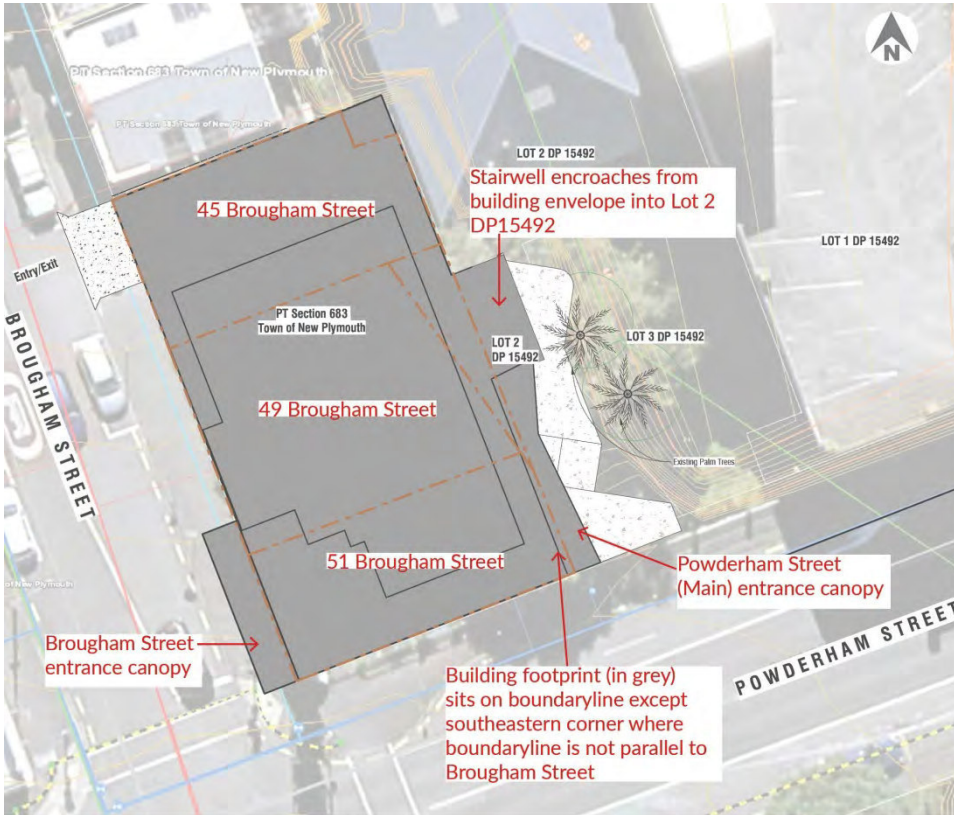 PT Section 683 Town of New Plymouth
PT Section 683 Town of New Plymouth
N
LOT 2 DP 15492
Stairwell encroaches from
building envelope into Lot 2
DP15492
45 Brougham Street
LOT 1 DP 15492
Entry/Exit
PT Section 683
Town of New Plymouth
LOT 2
DP 15492
LOT 3 DP 15492
BROUGHAM STREET
49 Brougham Street
Existing Palm Trees
51 Brougham Street
of New Plymouth
Powderham Street
(Main) entrance canopy
Brougham Street
entrance canopy
POWDERHAM STREET
Building footprint (in grey)
sits on boundaryline except
southeastern corner where
boundaryline is not parallel to
Brougham Street